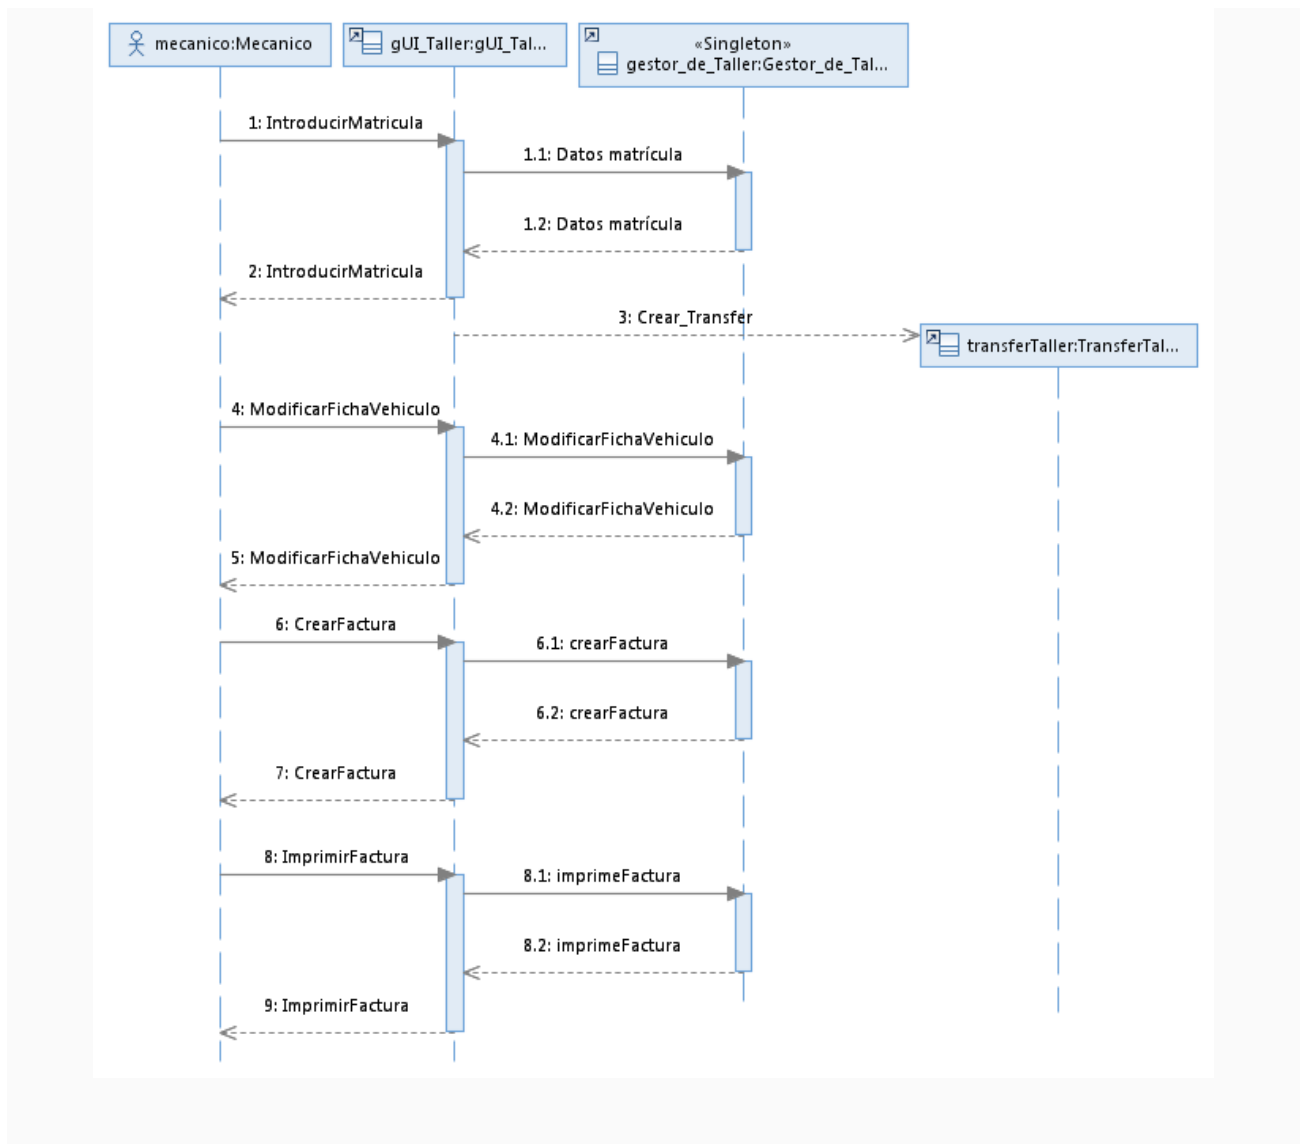 mecanico:Mecanico
gUI_Taller:gUI_Tal...
«Singleton»
gestor_de_Taller:Gestor_de_Tal...
1: IntroducirMatricula
1.1: Datos matrícula
1.2: Datos matrícula
2: IntroducirMatricula
3: Crear_Transfer
transferTaller:TransferTal...
4: ModificarFichaVehiculo
4.1: ModificarFichaVehiculo
4.2: ModificarFichaVehiculo
5: ModificarFichaVehiculo
6: CrearFactura
6.1: crearFactura
6.2: crearFactura
7: CrearFactura
8: ImprimirFactura
8.1: imprimeFactura
8.2: imprimeFactura
9: ImprimirFactura